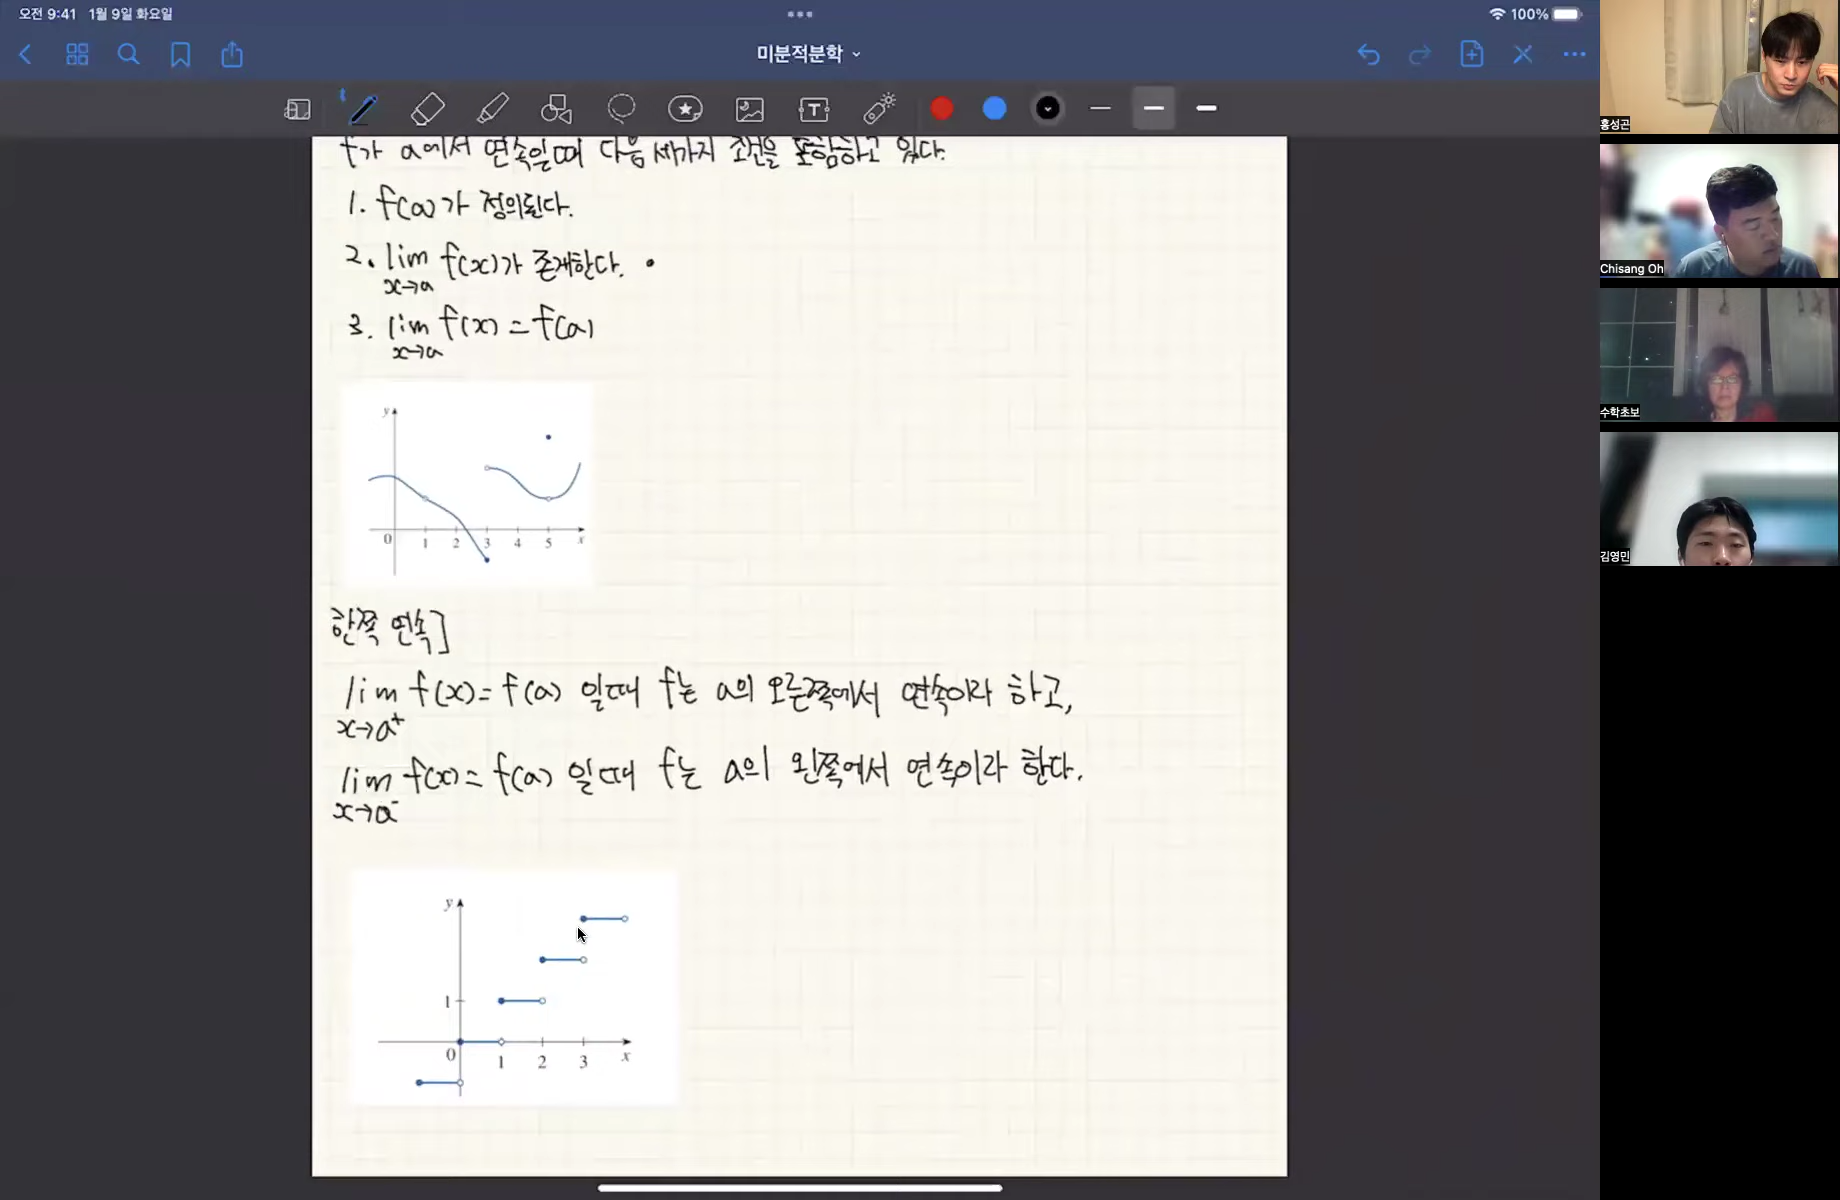 오전 9:41 1월 9일 화요일
100%
미분적분학
f가 a에서 연속일 때 다음 세가지 조건을 포함하고 있다.
1. f(a)가 정의된다.
2. lim f(x)가 존재한다.
x→a
3. lim f(x) = f(a)
x→a
y
0 1 2 3 4 5 x
한쪽 연속]
lim f(x) = f(a) 일때 f는 a의 오른쪽에서 연속이라 하고,
x→a⁺
lim f(x) = f(a) 일때 f는 a의 왼쪽에서 연속이라 한다.
x→a⁻
y
1
0 1 2 3 x
홍성곤
Chisang Oh
수학초보
김영민